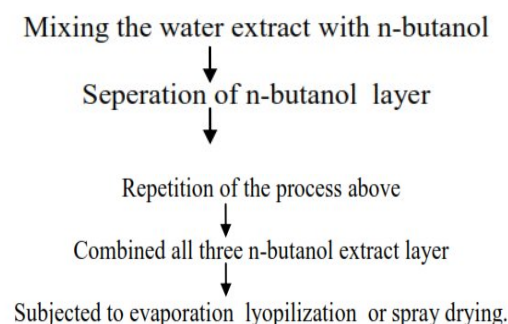 Mixing the water extract with n-butanol
Seperation of n-butanol layer
Repetition of the process above
Combined all three n-butanol extract layer
Subjected to evaporation lyopilization or spray drying.